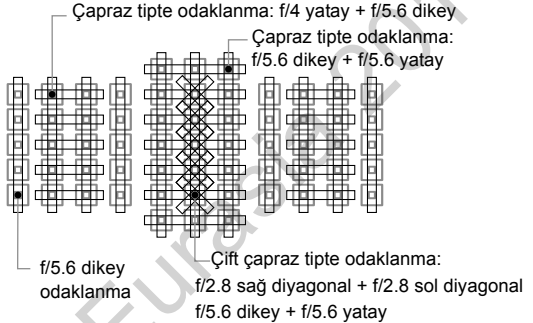 Çapraz tipte odaklanma: f/4 yatay + f/5.6 dikey
Çapraz tipte odaklanma:
f/5.6 dikey + f/5.6 yatay
f/5.6 dikey
odaklanma
Çift çapraz tipte odaklanma:
f/2.8 sağ diyagonal + f/2.8 sol diyagonal
f/5.6 dikey + f/5.6 yatay
Eurasia 201